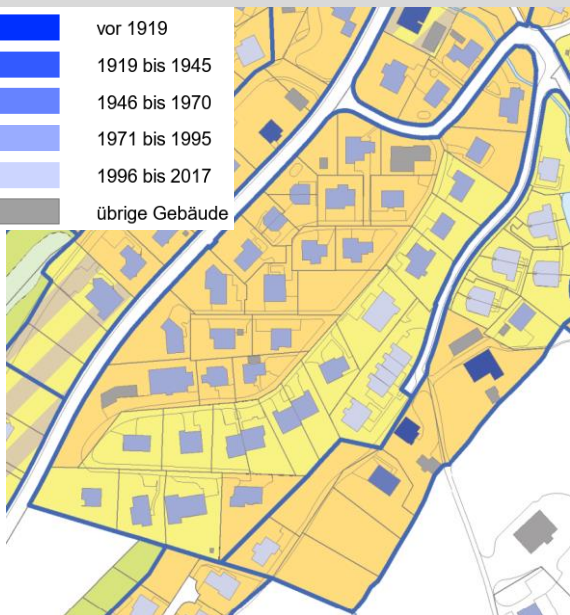 vor 1919
1919 bis 1945
1946 bis 1970
1971 bis 1995
1996 bis 2017
übrige Gebäude